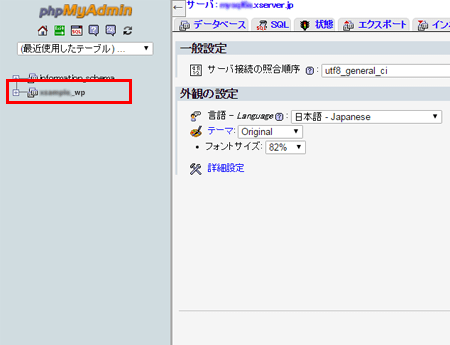 phpMyAdmin
(最近使用したテーブル) ...
information_schema
_wp
サーバ: .xserver.jp
データベース SQL 状態 エクスポート イン
一般設定
サーバ接続の照合順序 : utf8_general_ci
外観の設定
言語 - Language : 日本語 - Japanese
テーマ: Original
• フォントサイズ: 82%
詳細設定